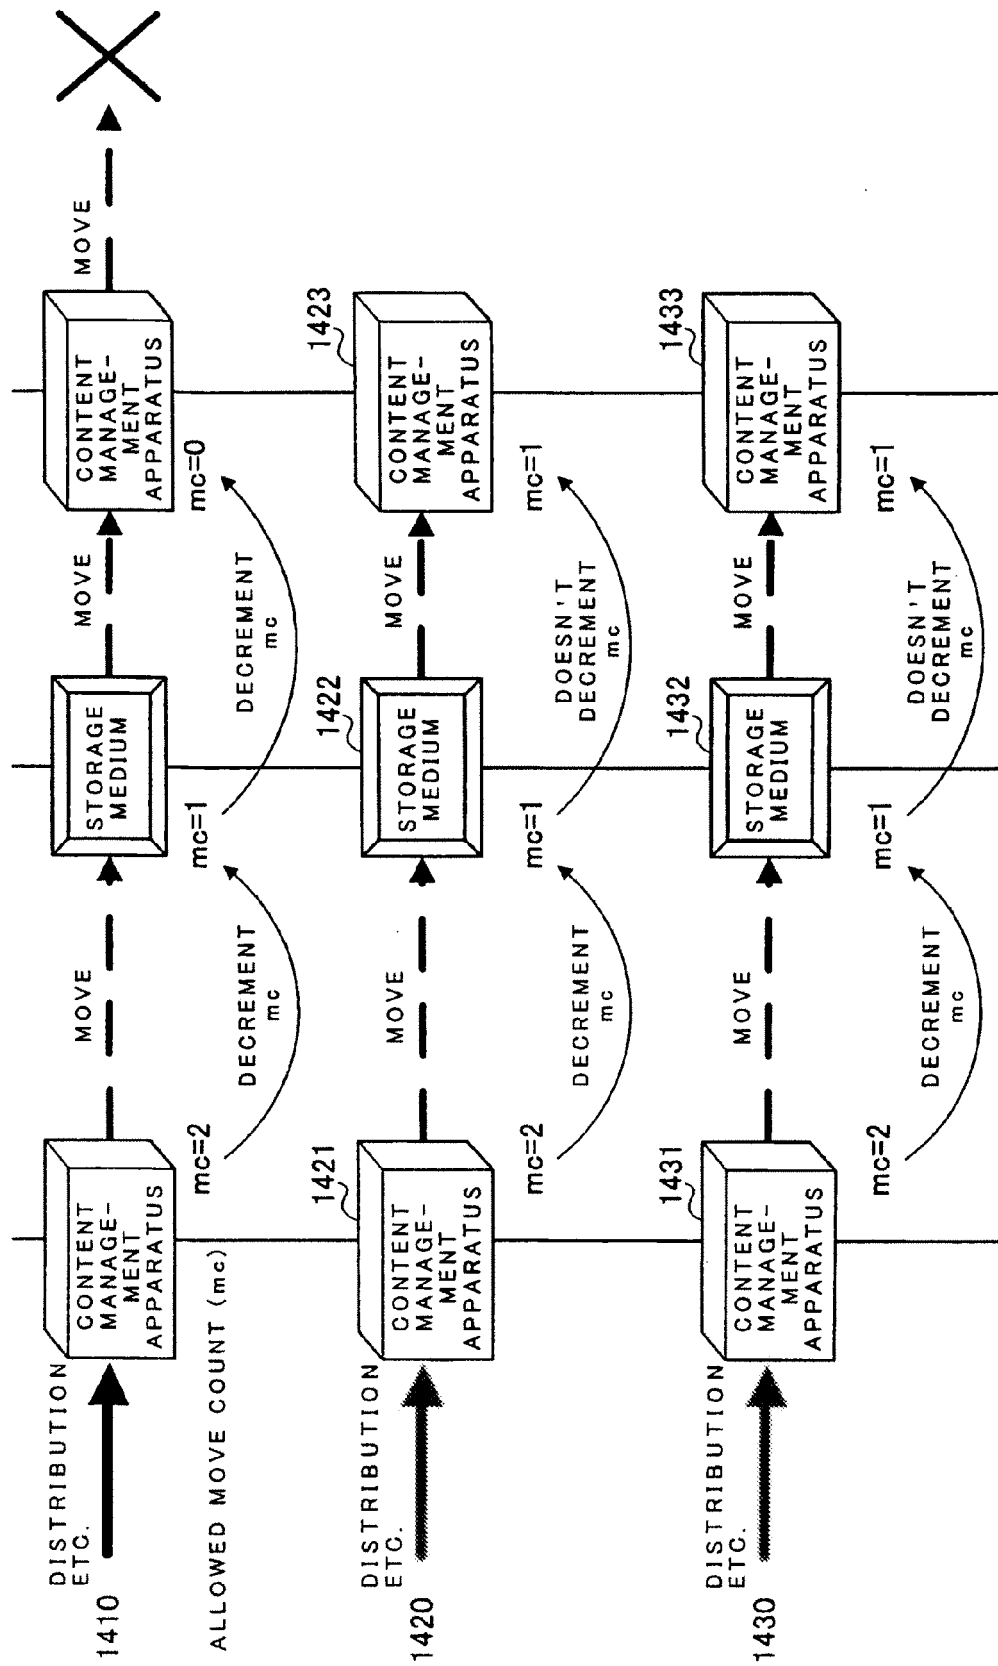 1410
DISTRIBUTION
ETC.
CONTENT
MANAGE-
MENT
APPARATUS
MOVE
STORAGE
MEDIUM
MOVE
CONTENT
MANAGE-
MENT
APPARATUS
MOVE
ALLOWED MOVE COUNT (mc)
mc=2
DECREMENT
mc
mc=1
DECREMENT
mc
mc=0
1420
DISTRIBUTION
ETC.
1421
CONTENT
MANAGE-
MENT
APPARATUS
MOVE
1422
STORAGE
MEDIUM
MOVE
1423
CONTENT
MANAGE-
MENT
APPARATUS
mc=2
DECREMENT
mc
mc=1
DOESN'T
DECREMENT
mc
mc=1
1430
DISTRIBUTION
ETC.
1431
CONTENT
MANAGE-
MENT
APPARATUS
MOVE
1432
STORAGE
MEDIUM
MOVE
1433
CONTENT
MANAGE-
MENT
APPARATUS
mc=2
DECREMENT
mc
mc=1
DOESN'T
DECREMENT
mc
mc=1